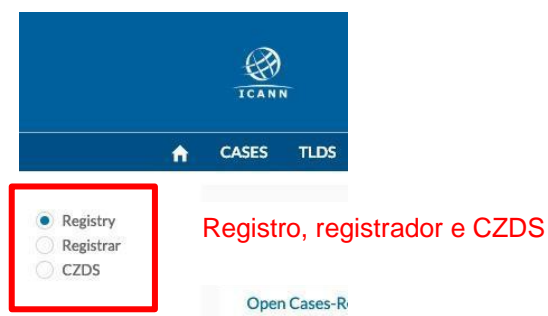 ICANN
CASES TLDS
Registry
Registrar
CZDS
Registro, registrador e CZDS
Open Cases-R